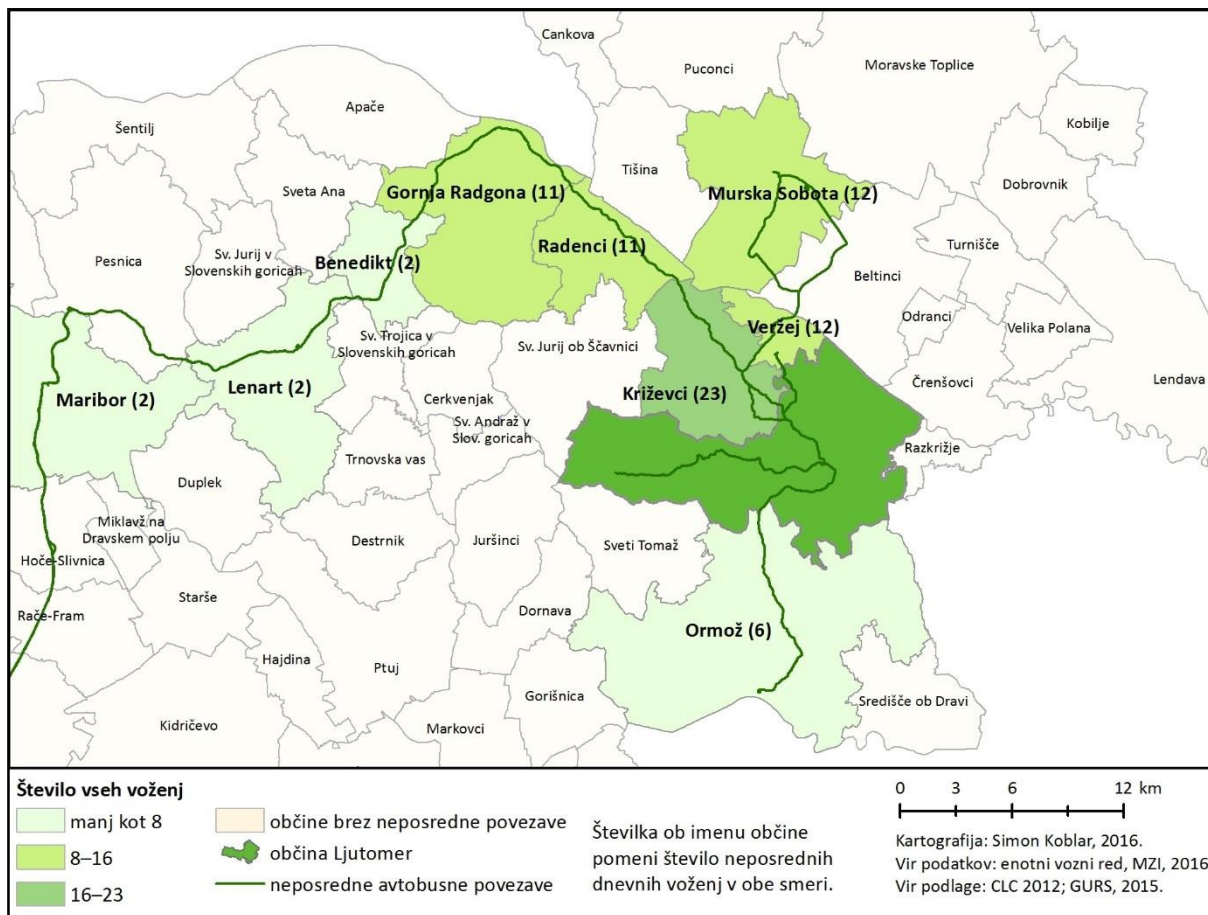 Cankova
Puconci
Moravske Toplice
Apače
Šentilj
Kobilje
Tišina
Dobrovnik
Sveta Ana
Gornja Radgona (11)
Murska Sobota (12)
Turnišče
Radenci (11)
Sv. Jurij v
Slovenskih goricah
Pesnica
Benedikt (2)
Beltinci
Odranci
Velika Polana
Veržej (12)
Sv. Trojica v
Slovenskih goricah
Sv. Jurij ob Ščavnici
Črenšovci
Lendava
Maribor (2)
Lenart (2)
Križevci (23)
Cerkvenjak
Sv. Andraž v
Slov. goricah
Razkrižje
Trnovska vas
Duplek
Miklavž na
Dravskem polju
Destrnik
Juršinci
Sveti Tomaž
Hoče-Slivnica
Starše
Rače-Fram
Dornava
Ormož (6)
Hajdina
Ptuj
Gorišnica
Središče ob Dravi
Kidričevo
Markovci
Število vseh voženj
manj kot 8
8–16
16–23
občine brez neposredne povezave
občina Ljutomer
neposredne avtobusne povezave
Številka ob imenu občine
pomeni število neposrednih
dnevnih voženj v obe smeri.
0 3 6 12 km
Kartografija: Simon Koblar, 2016.
Vir podatkov: enotni vozni red, MZI, 2016
Vir podlage: CLC 2012; GURS, 2015.